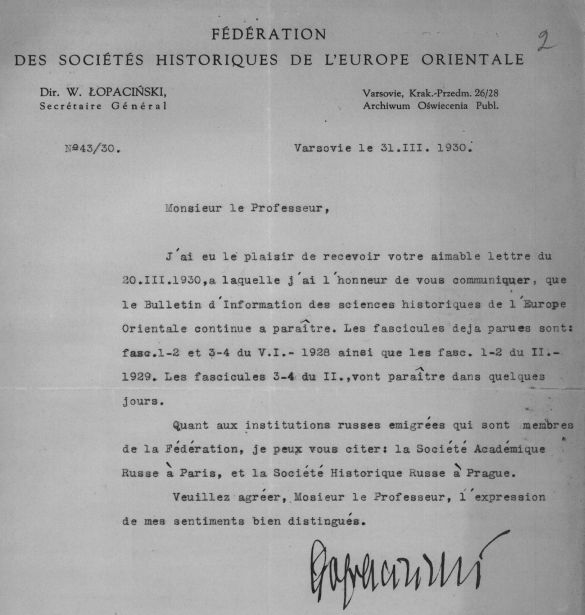 FÉDÉRATION
2
DES SOCIÉTÉS HISTORIQUES DE L'EUROPE ORIENTALE
Dir. W. ŁOPACIŃSKI,
Secrétaire Général
Varsovie, Krak.-Przedm. 26/28
Archiwum Oświecenia Publ.
Nº43/30.
Varsovie le 31.III. 1930.
Monsieur le Professeur,
J'ai eu le plaisir de recevoir votre aimable lettre du
20.III.1930,a laquelle j'ai l'honneur de vous communiquer, que
le Bulletin d'Information des sciences historiques de l'Europe
Orientale continue a paraître. Les fascicules deja parues sont:
fasc.1-2 et 3-4 du V.I.- 1928 ainsi que les fasc. 1-2 du II.-
1929. Les fascicules 3-4 du II.,vont paraître dans quelques
jours.
Quant aux institutions russes emigrées qui sont membres
de la Fédération, je peux vous citer: la Société Académique
Russe à Paris, et la Société Historique Russe à Prague.
Veuillez agréer, Mosieur le Professeur, l'expression
de mes sentiments bien distingués.
Łopaciński